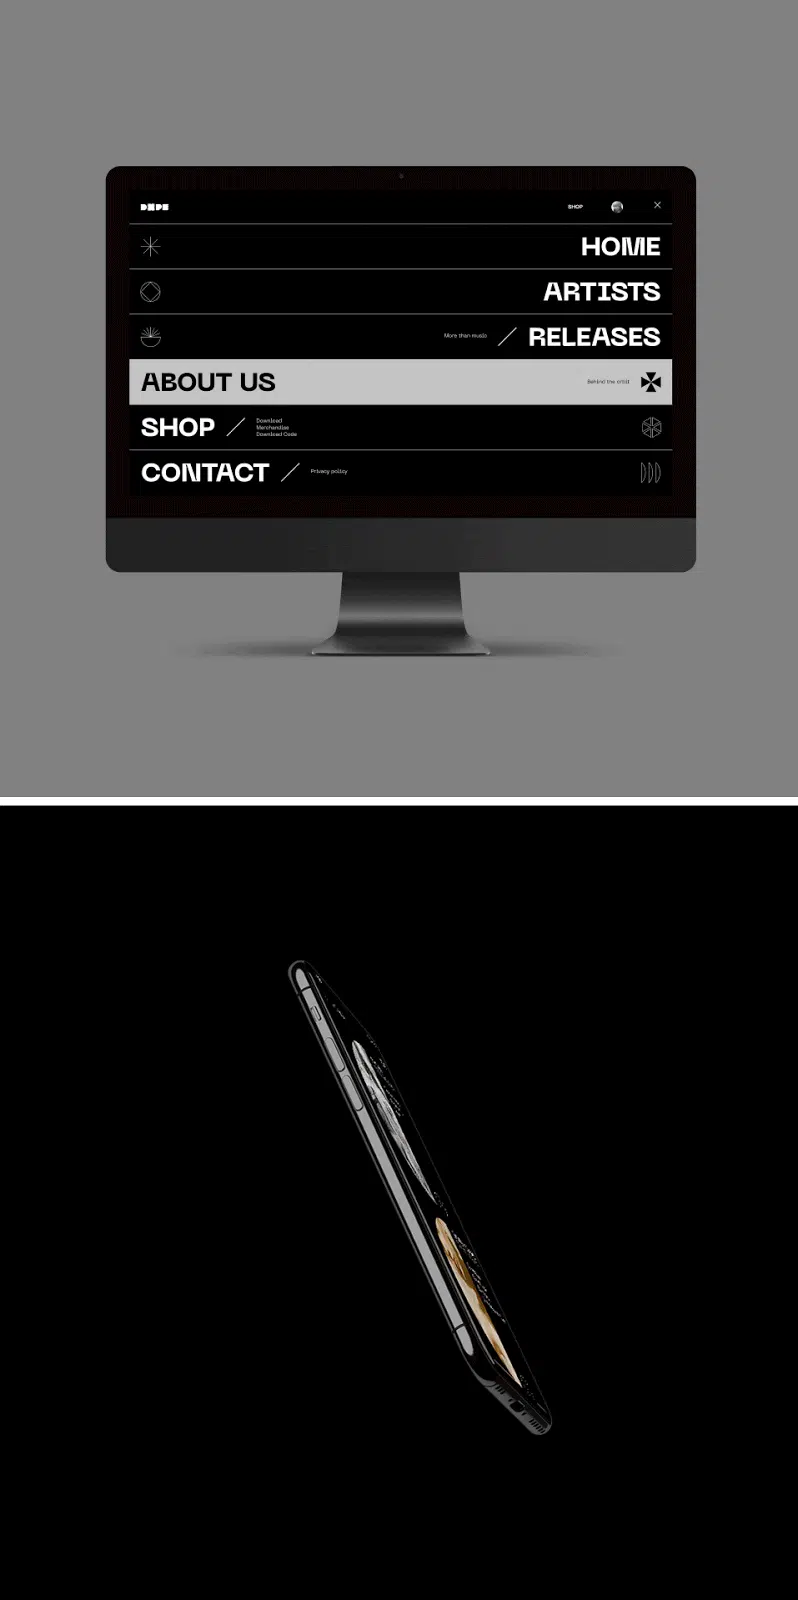 SHOP
HOME
ARTISTS
More than music
RELEASES
ABOUT US
Behind the artist
SHOP
Download
Merchandise
Download Code
CONTACT
Privacy policy